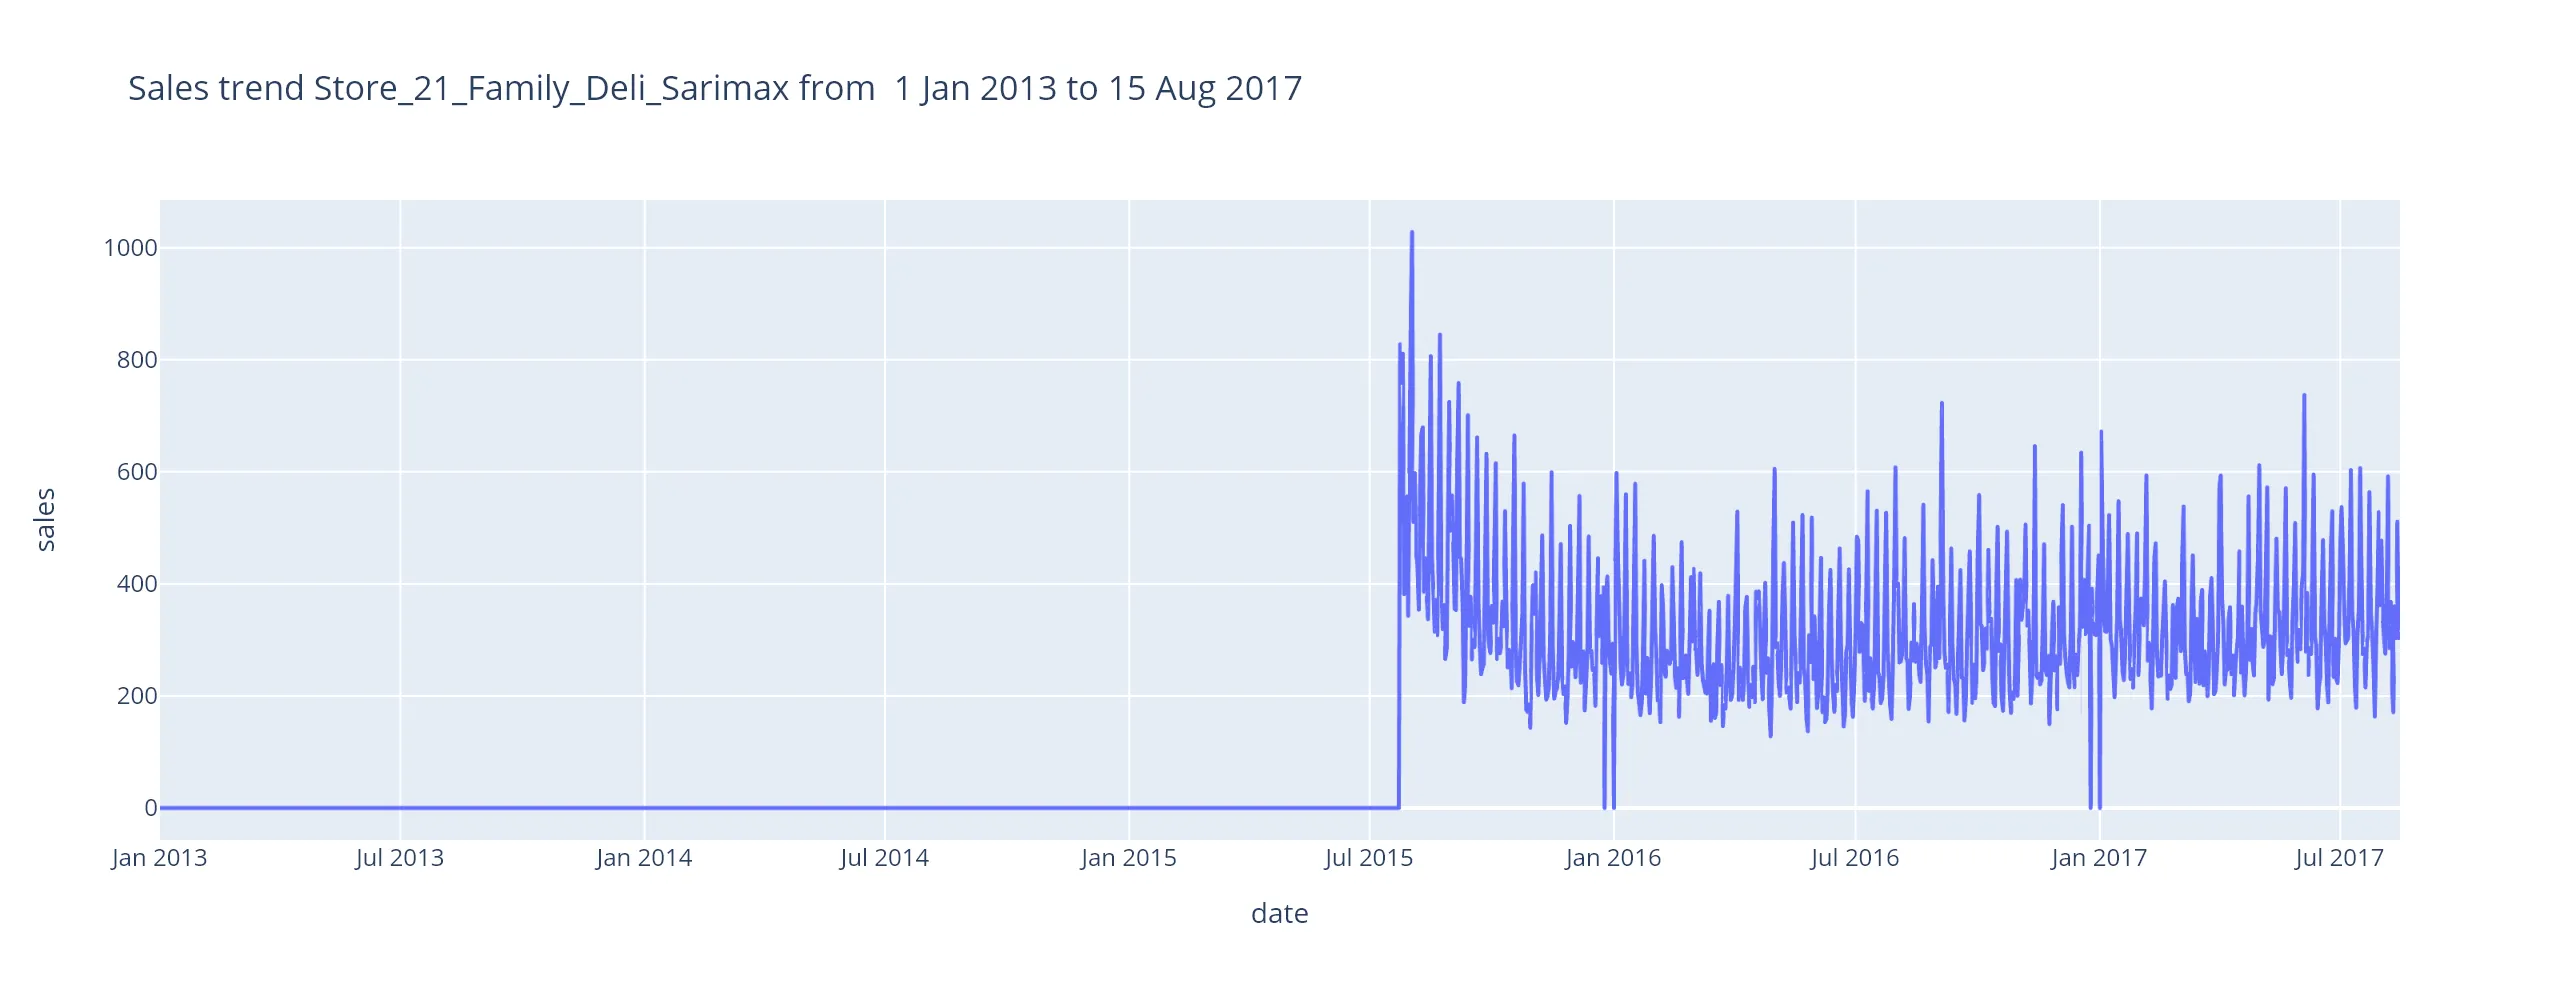 Sales trend Store_21_Family_Deli_Sarimax from  1 Jan 2013 to 15 Aug 2017
1000
800
600
400
200
0
sales
Jan 2013 Jul 2013 Jan 2014 Jul 2014 Jan 2015 Jul 2015 Jan 2016 Jul 2016 Jan 2017 Jul 2017
date